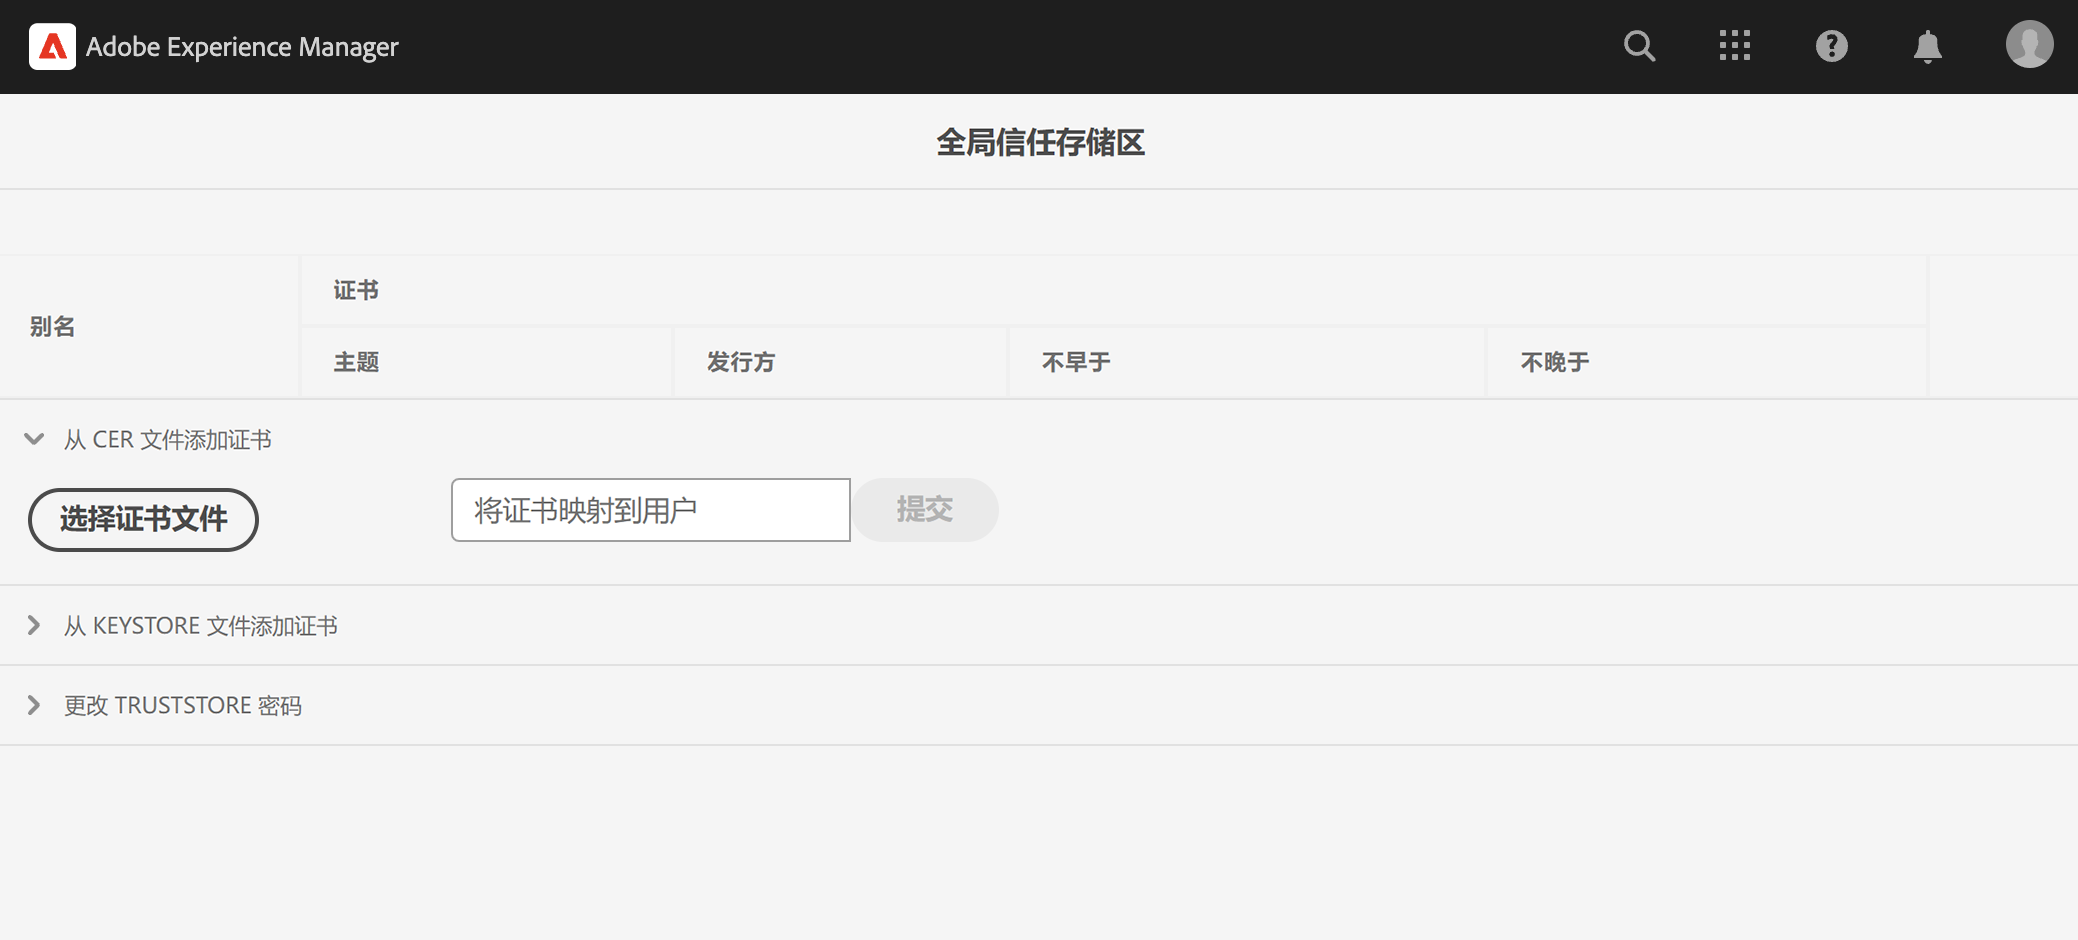 Adobe Experience Manager
全局信任存储区
别名
证书
主题
发行方
不早于
不晚于
从 CER 文件添加证书
选择证书文件
将证书映射到用户
提交
从 KEYSTORE 文件添加证书
更改 TRUSTSTORE 密码